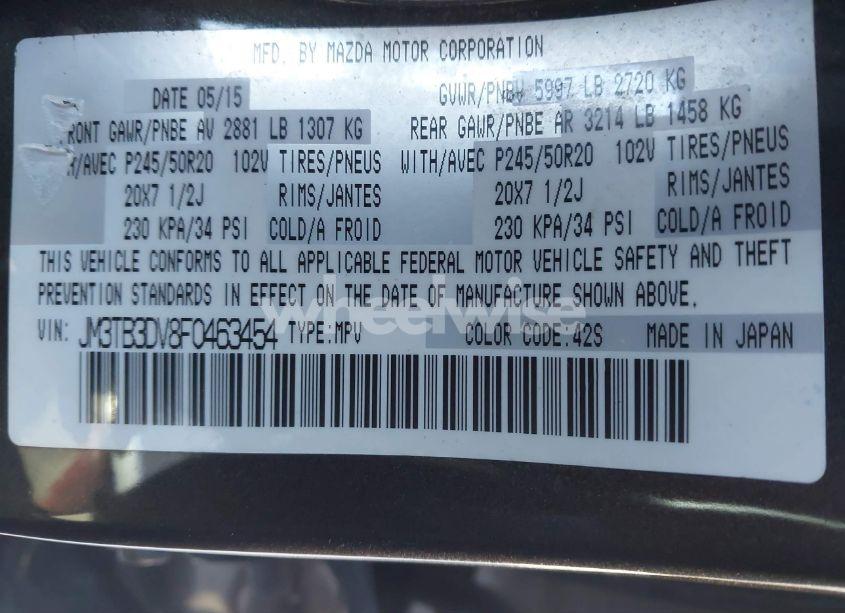 MFD. BY MAZDA MOTOR CORPORATION
DATE 05/15 GVWR/PNBV 5997 LB 2720 KG
FRONT GAWR/PNBE AV 2881 LB 1307 KG REAR GAWR/PNBE AR 3214 LB 1458 KG
WITH/AVEC P245/50R20 102V TIRES/PNEUS WITH/AVEC P245/50R20 102V TIRES/PNEUS
20X7 1/2J RIMS/JANTES 20X7 1/2J RIMS/JANTES
230 KPA/34 PSI COLD/A FROID 230 KPA/34 PSI COLD/A FROID
THIS VEHICLE CONFORMS TO ALL APPLICABLE FEDERAL MOTOR VEHICLE SAFETY AND THEFT
PREVENTION STANDARDS IN EFFECT ON THE DATE OF MANUFACTURE SHOWN ABOVE.
wheelwise
VIN: JM3TB3DV8F0463454 TYPE:MPV COLOR CODE:42S MADE IN JAPAN